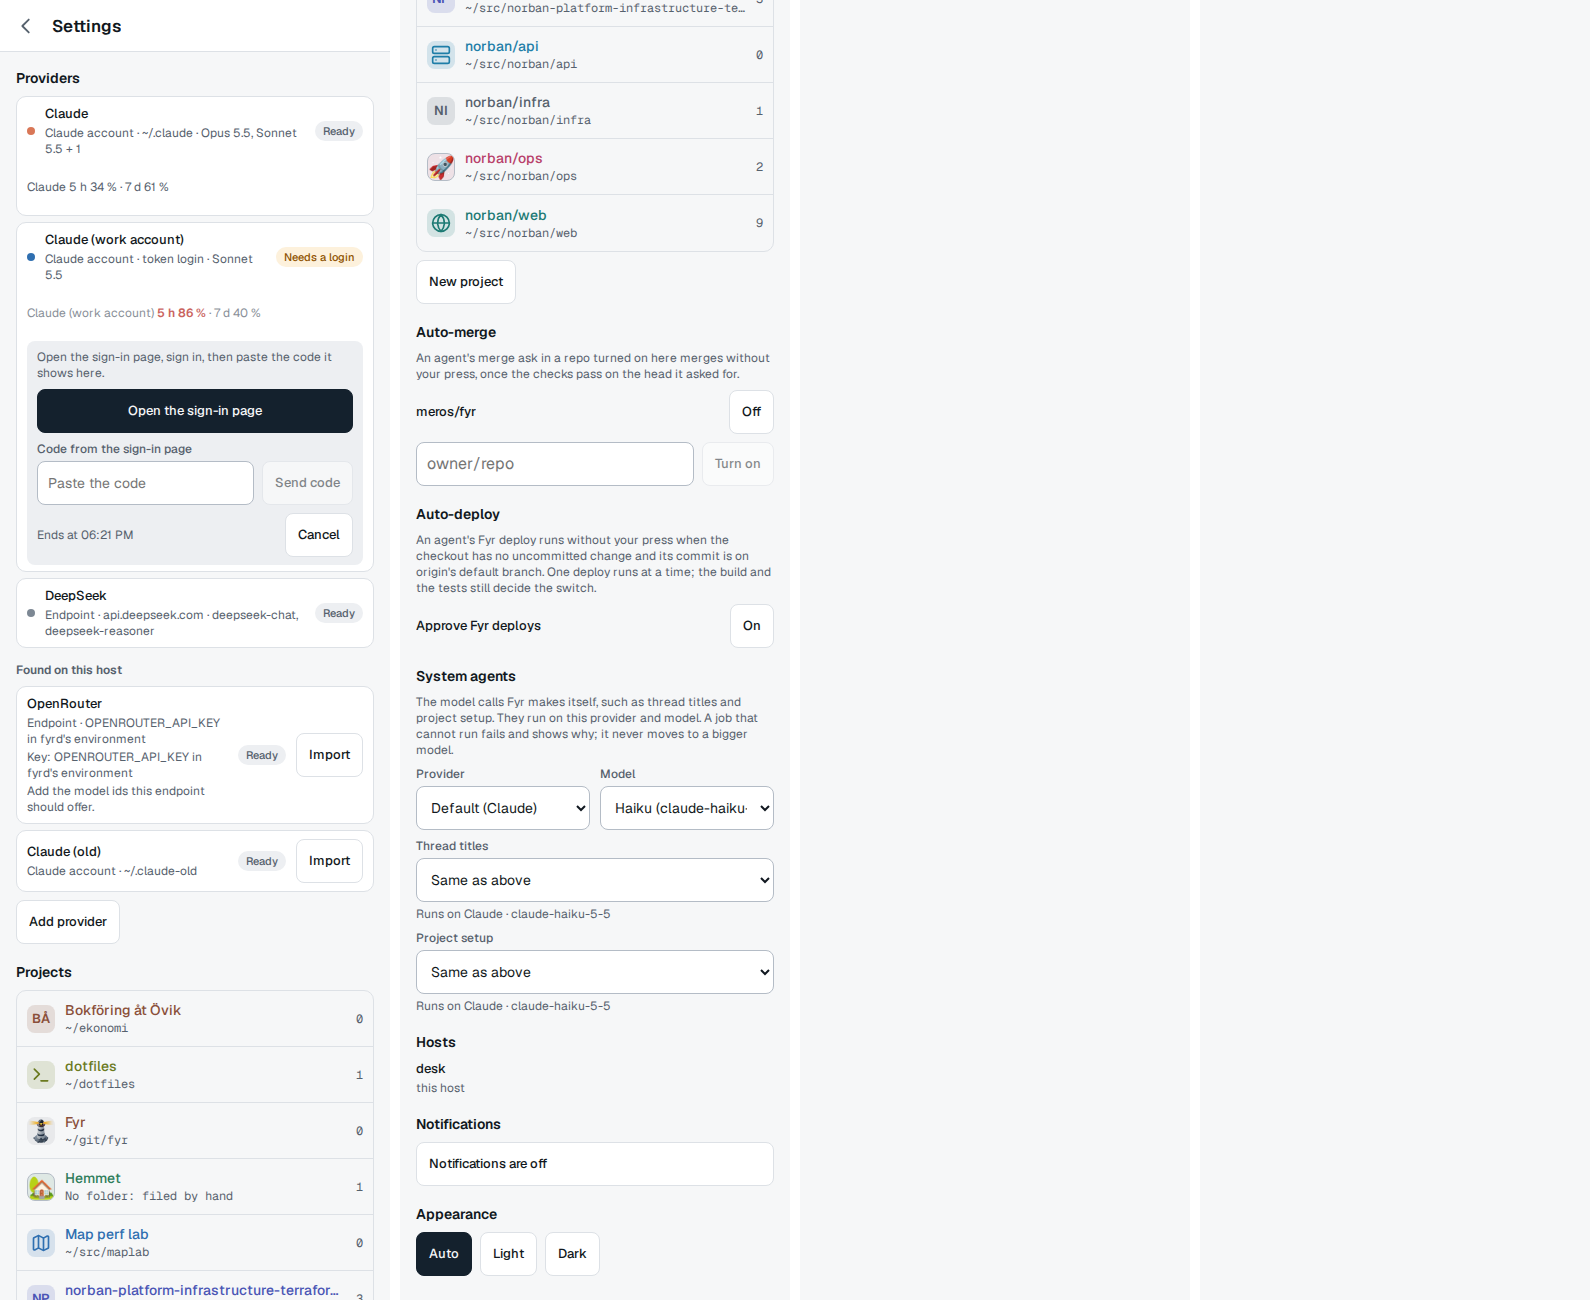 Settings
Providers
Claude
Claude account · ~/.claude · Opus 5.5, Sonnet
5.5 + 1
Ready
Claude 5 h 34 % · 7 d 61 %
Claude (work account)
Claude account · token login · Sonnet
5.5
Needs a login
Claude (work account) 5 h 86 % · 7 d 40 %
Open the sign-in page, sign in, then paste the code it
shows here.
Open the sign-in page
Code from the sign-in page
Paste the code
Send code
Ends at 06:21 PM
Cancel
DeepSeek
Endpoint · api.deepseek.com · deepseek-chat,
deepseek-reasoner
Ready
Found on this host
OpenRouter
Endpoint · OPENROUTER_API_KEY
in fyrd's environment
Key: OPENROUTER_API_KEY in
fyrd's environment
Add the model ids this endpoint
should offer.
Ready
Import
Claude (old)
Claude account · ~/.claude-old
Ready
Import
Add provider
Projects
BÅ
Bokföring åt Övik
~/ekonomi
0
dotfiles
~/dotfiles
1
Fyr
~/git/fyr
0
Hemmet
No folder: filed by hand
1
Map perf lab
~/src/maplab
0
NP
norban-platform-infrastructure-terrafor…
3
~/src/norban-platform-infrastructure-te…
norban/api
~/src/norban/api
0
NI
norban/infra
~/src/norban/infra
1
norban/ops
~/src/norban/ops
2
norban/web
~/src/norban/web
9
New project
Auto-merge
An agent's merge ask in a repo turned on here merges without
your press, once the checks pass on the head it asked for.
meros/fyr
Off
owner/repo
Turn on
Auto-deploy
An agent's Fyr deploy runs without your press when the
checkout has no uncommitted change and its commit is on
origin's default branch. One deploy runs at a time; the build and
the tests still decide the switch.
Approve Fyr deploys
On
System agents
The model calls Fyr makes itself, such as thread titles and
project setup. They run on this provider and model. A job that
cannot run fails and shows why; it never moves to a bigger
model.
Provider
Model
Default (Claude)
Haiku (claude-haiku-
Thread titles
Same as above
Runs on Claude · claude-haiku-5-5
Project setup
Same as above
Runs on Claude · claude-haiku-5-5
Hosts
desk
this host
Notifications
Notifications are off
Appearance
Auto
Light
Dark